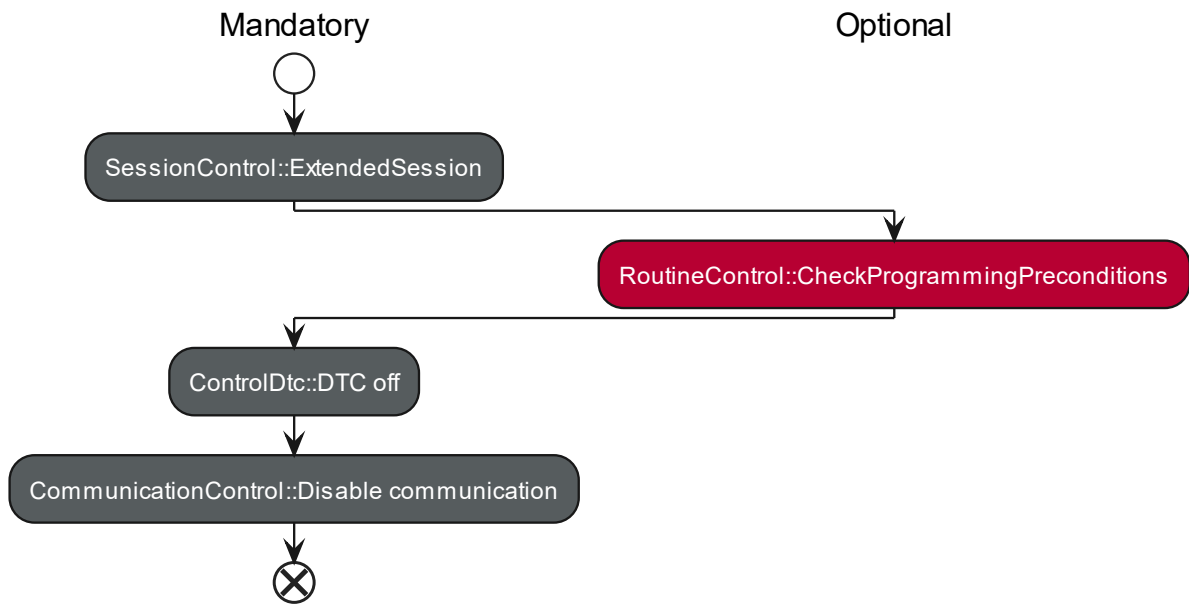 Mandatory
Optional
SessionControl::ExtendedSession
RoutineControl::CheckProgrammingPreconditions
ControlDtc::DTC off
CommunicationControl::Disable communication